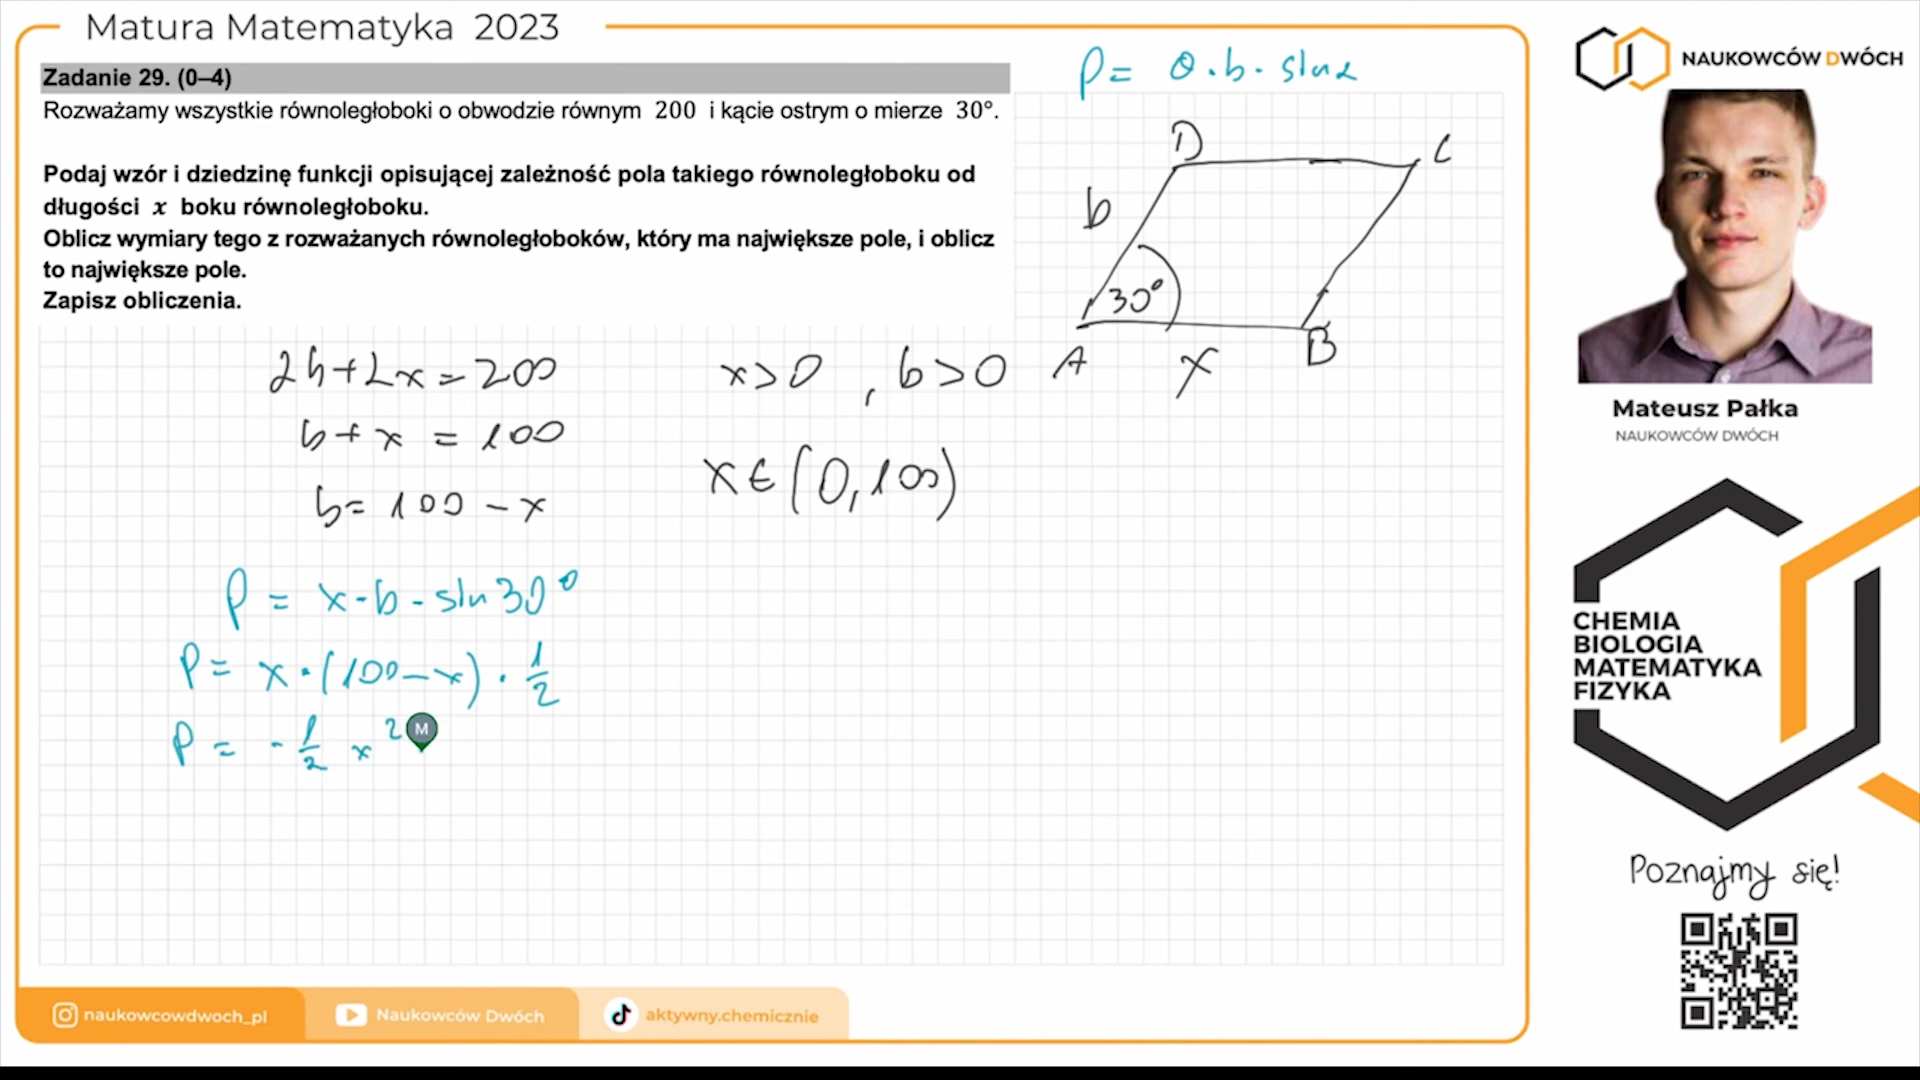 Matura Matematyka 2023
Zadanie 29. (0–4)
Rozważamy wszystkie równoległoboki o obwodzie równym 200 i kącie ostrym o mierze 30°.
Podaj wzór i dziedzinę funkcji opisującej zależność pola takiego równoległoboku od
długości x boku równoległoboku.
Oblicz wymiary tego z rozważanych równoległoboków, który ma największe pole, i oblicz
to największe pole.
Zapisz obliczenia.
P = a·b·sinα
D
C
b
30°
A
x
B
2b+2x=200
b+x = 100
b= 100 - x
x>0 , b>0
x∈(0,100)
P = x·b·sin30°
P= x·(100-x)·1/2
P = -1/2 x²
M
NAUKOWCÓW DWÓCH
Mateusz Pałka
NAUKOWCÓW DWÓCH
CHEMIA
BIOLOGIA
MATEMATYKA
FIZYKA
Poznajmy się!
naukowcowdwoch_pl
Naukowców Dwóch
aktywny.chemicznie